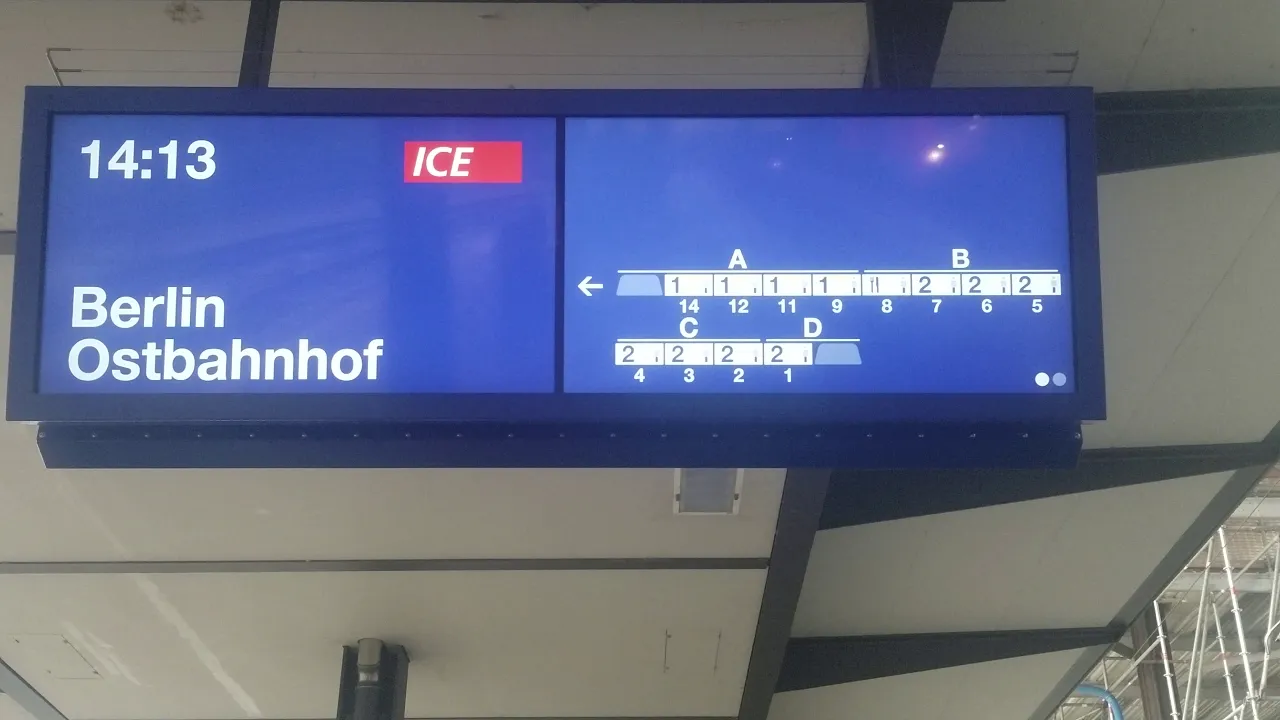 14:13 ICE
Berlin
Ostbahnhof
A B
1 1 1 1 2 2 2
14 12 11 9 8 7 6 5
C D
2 2 2 2
4 3 2 1